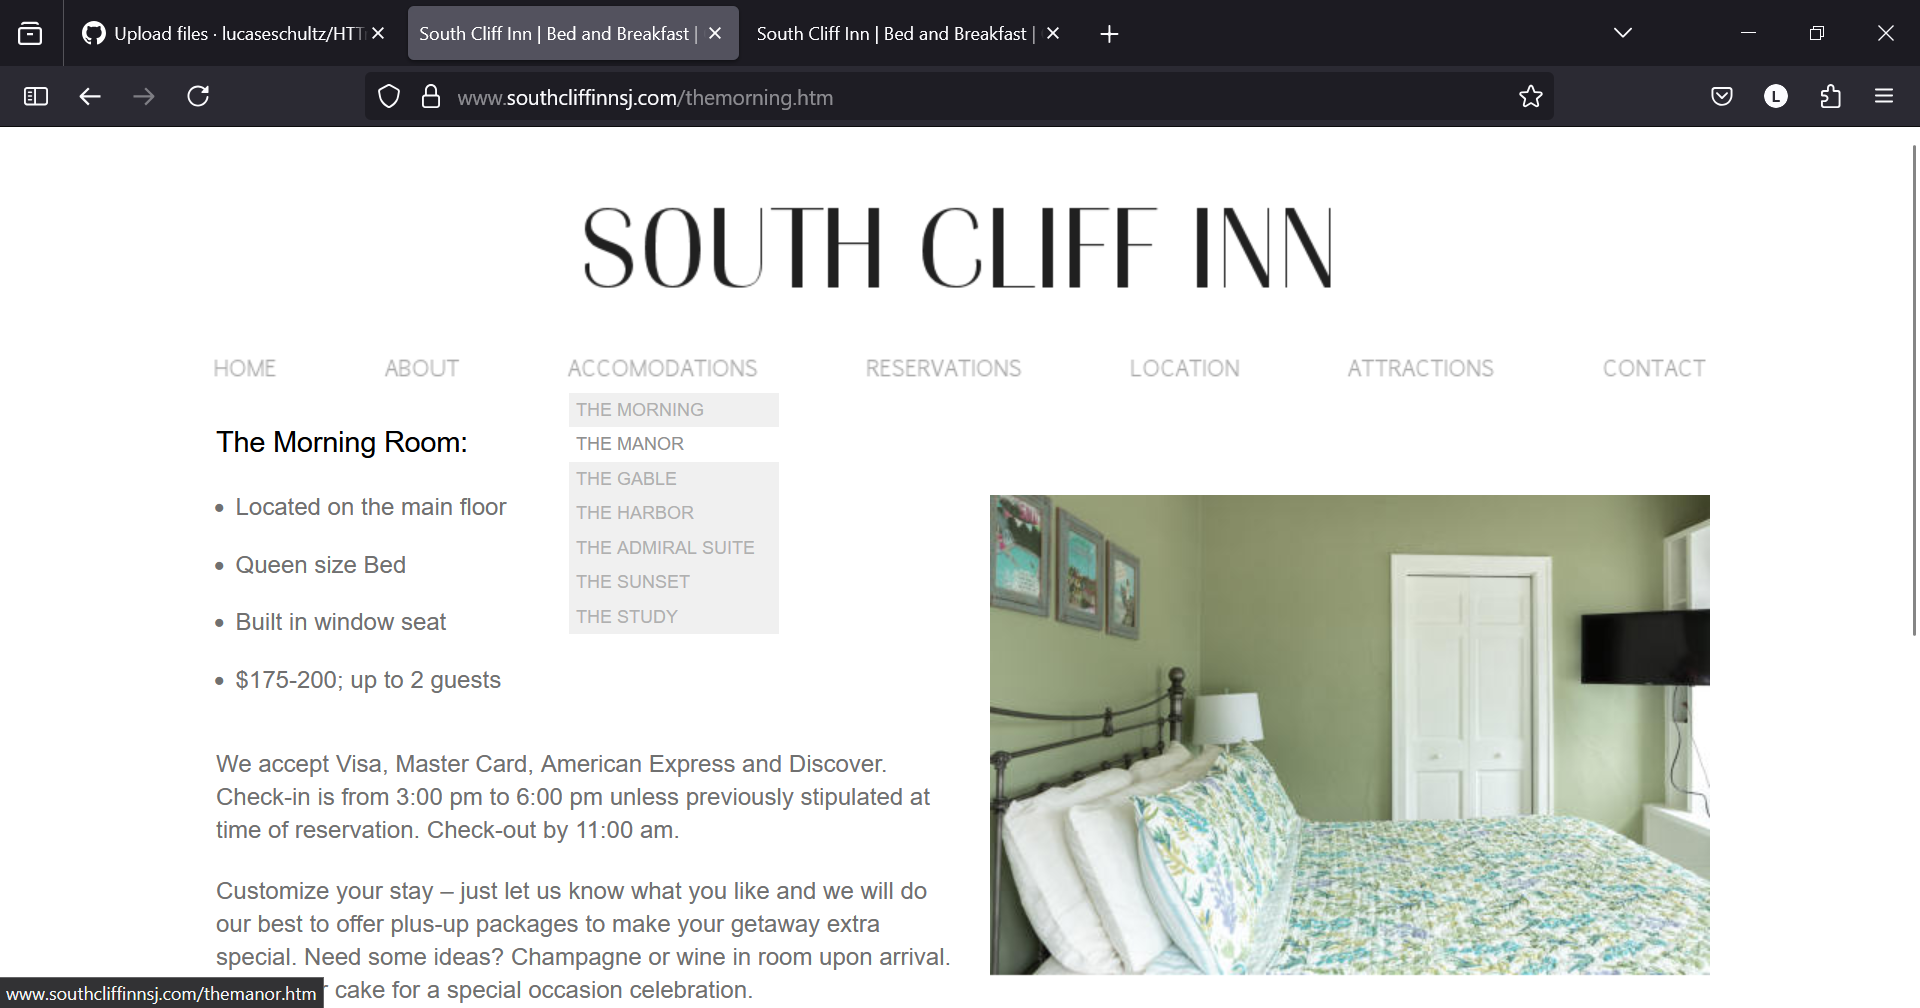 Upload files · lucaseschultz/HTT
South Cliff Inn | Bed and Breakfast |
South Cliff Inn | Bed and Breakfast |
www.southcliffinnsj.com/themorning.htm
L
SOUTH CLIFF INN
HOME ABOUT ACCOMODATIONS RESERVATIONS LOCATION ATTRACTIONS CONTACT
THE MORNING
THE MANOR
THE GABLE
THE HARBOR
THE ADMIRAL SUITE
THE SUNSET
THE STUDY
The Morning Room:
• Located on the main floor
• Queen size Bed
• Built in window seat
• $175-200; up to 2 guests
We accept Visa, Master Card, American Express and Discover.
Check-in is from 3:00 pm to 6:00 pm unless previously stipulated at
time of reservation. Check-out by 11:00 am.
Customize your stay – just let us know what you like and we will do
our best to offer plus-up packages to make your getaway extra
special. Need some ideas? Champagne or wine in room upon arrival.
r cake for a special occasion celebration.
www.southcliffinnsj.com/themanor.htm